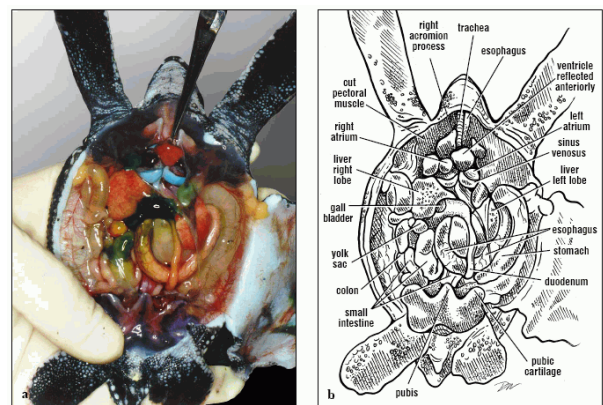 a
right
acromion
process
trachea
esophagus
ventricle
reflected
anteriorly
cut
pectoral
muscle
left
atrium
right
atrium
sinus
venosus
liver
right lobe
liver
left lobe
gall
bladder
esophagus
yolk
sac
stomach
colon
duodenum
small
intestine
pubic
cartilage
pubis
b